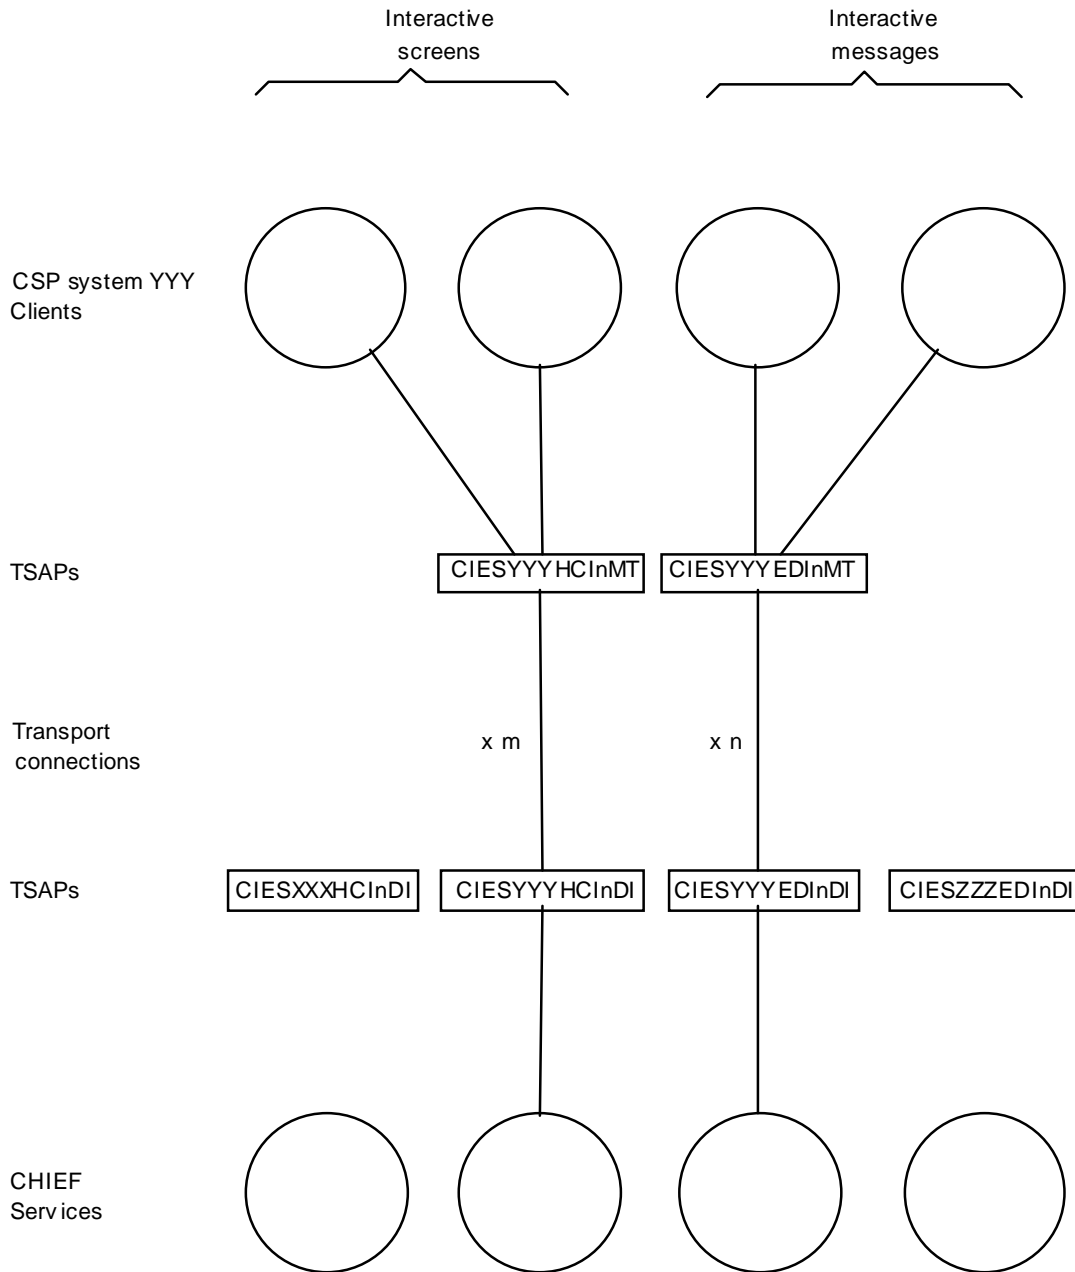 Interactive
screens
Interactive
messages
CSP system YYY
Clients
TSAPs
CIESYYYHCInMT
CIESYYYEDInMT
Transport
connections
x m
x n
TSAPs
CIESXXXHCInDI
CIESYYYHCInDI
CIESYYYEDInDI
CIESZZZEDInDI
CHIEF
Services